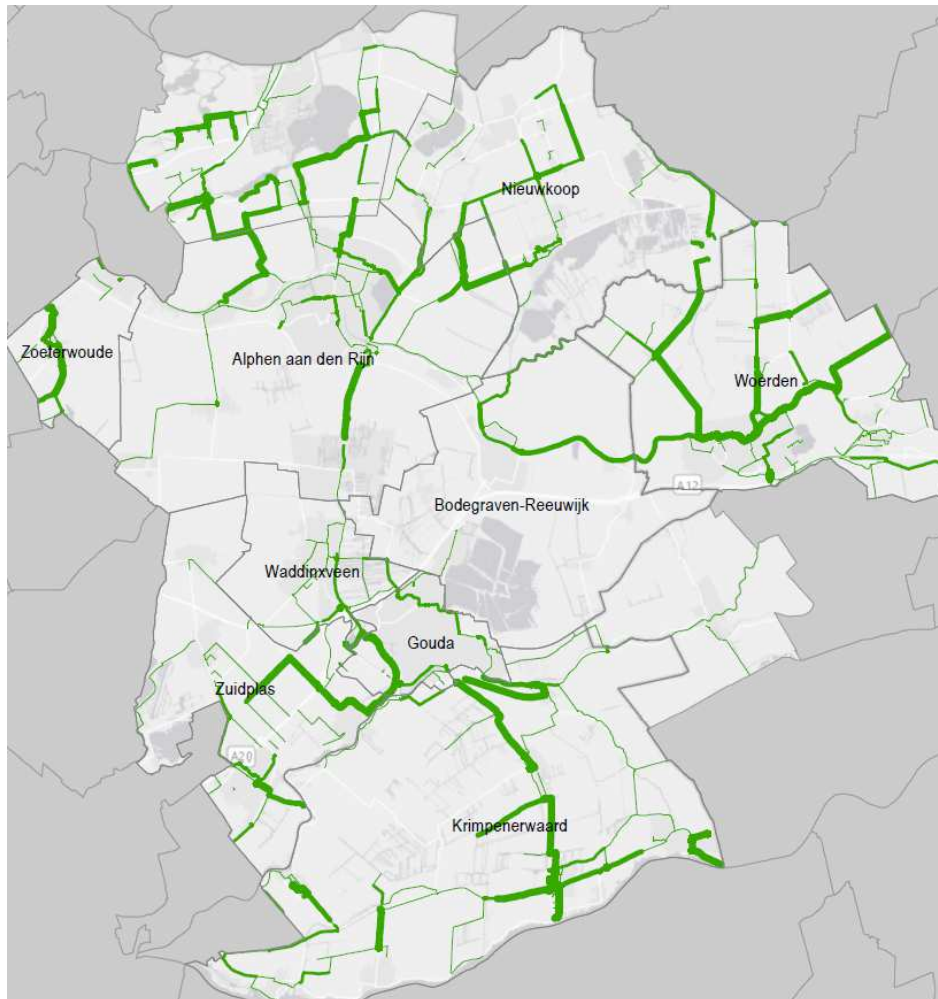 Nieuwkoop
Zoeterwoude
Alphen aan den Rijn
Woerden
A12
Bodegraven-Reeuwijk
Waddinxveen
Gouda
Zuidplas
A20
Krimpenerwaard